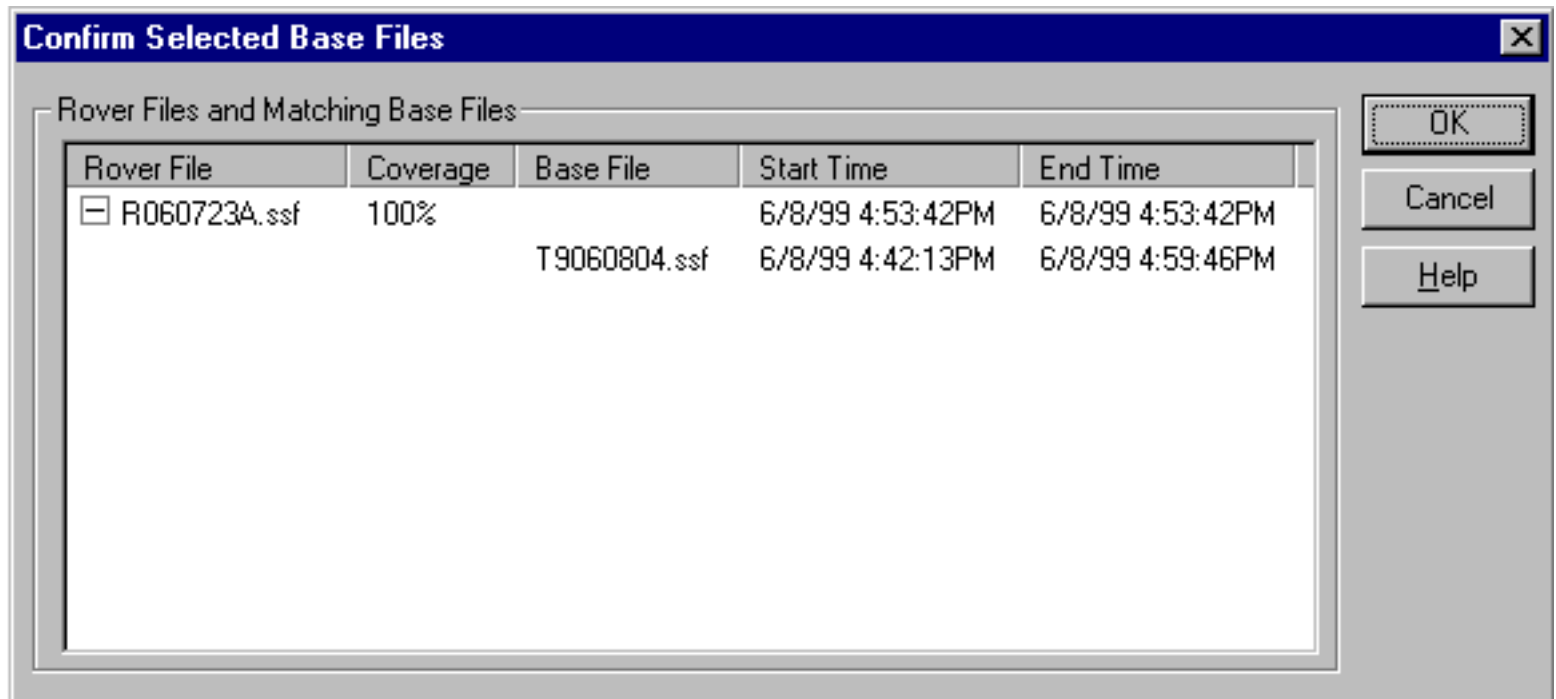 Confirm Selected Base Files
Rover Files and Matching Base Files
Rover File Coverage Base File Start Time End Time
R060723A.ssf 100% 6/8/99 4:53:42PM 6/8/99 4:53:42PM
T9060804.ssf 6/8/99 4:42:13PM 6/8/99 4:59:46PM
OK
Cancel
Help